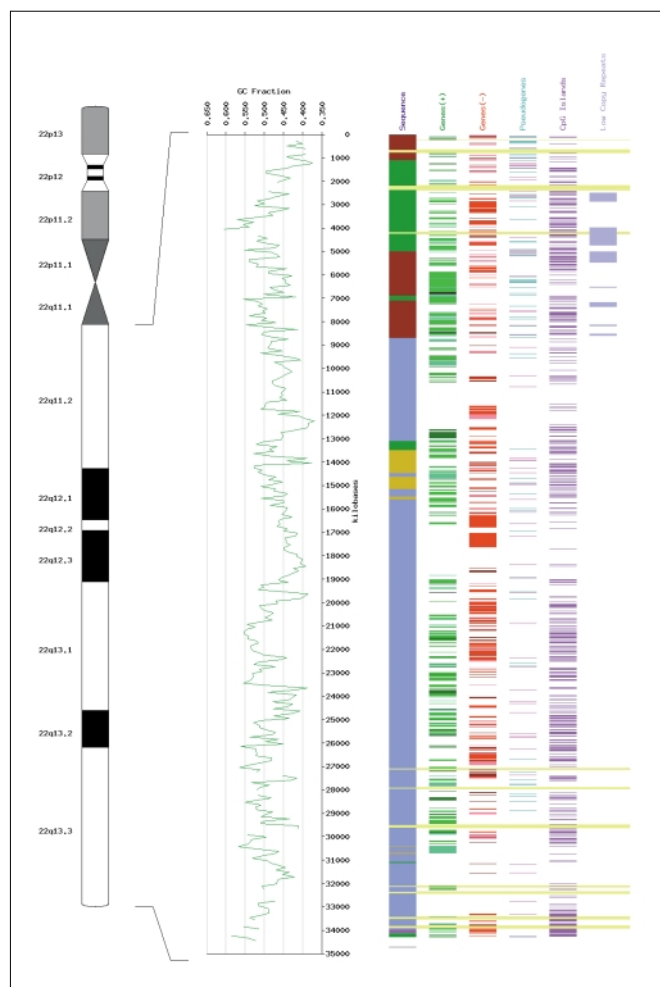 GC Fraction
0.650
0.600
0.550
0.500
0.450
0.400
0.350
Sequence
Genes(+)
Genes(-)
Pseudogenes
CpG Islands
Low Copy Repeats
22p13
22p12
22p11.2
22p11.1
22q11.1
22q11.2
22q12.1
22q12.2
22q12.3
22q13.1
22q13.2
22q13.3
0
1000
2000
3000
4000
5000
6000
7000
8000
9000
10000
11000
12000
13000
14000
15000
16000
17000
18000
19000
20000
21000
22000
23000
24000
25000
26000
27000
28000
29000
30000
31000
32000
33000
34000
35000
kilobases